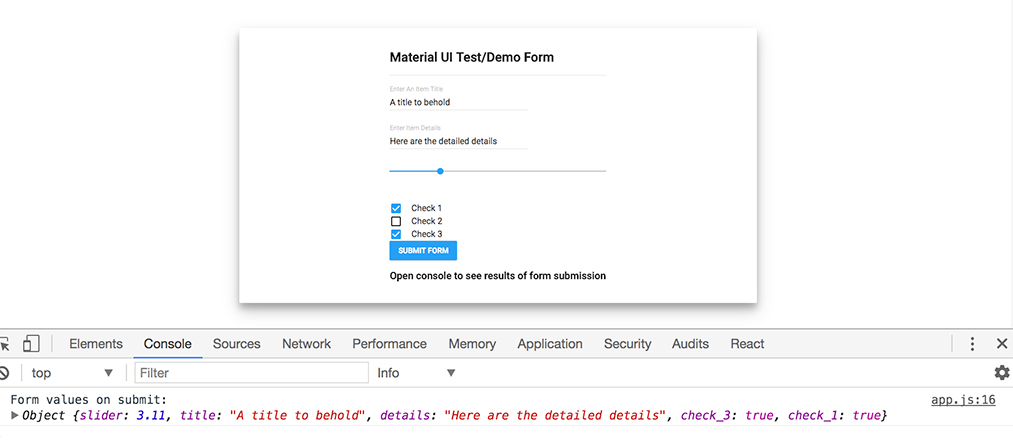 Material UI Test/Demo Form
Enter An Item Title
A title to behold
Enter Item Details
Here are the detailed details
Check 1
Check 2
Check 3
SUBMIT FORM
Open console to see results of form submission
Elements Console Sources Network Performance Memory Application Security Audits React
top Filter Info
Form values on submit: app.js:16
Object {slider: 3.11, title: "A title to behold", details: "Here are the detailed details", check_3: true, check_1: true}